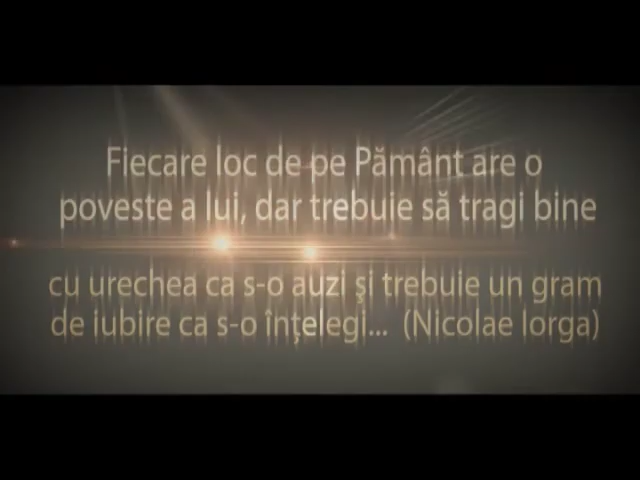 Fiecare loc de pe Pământ are o
poveste a lui, dar trebuie să tragi bine
cu urechea ca s-o auzi şi trebuie un gram
de iubire ca s-o înţelegi... (Nicolae Iorga)